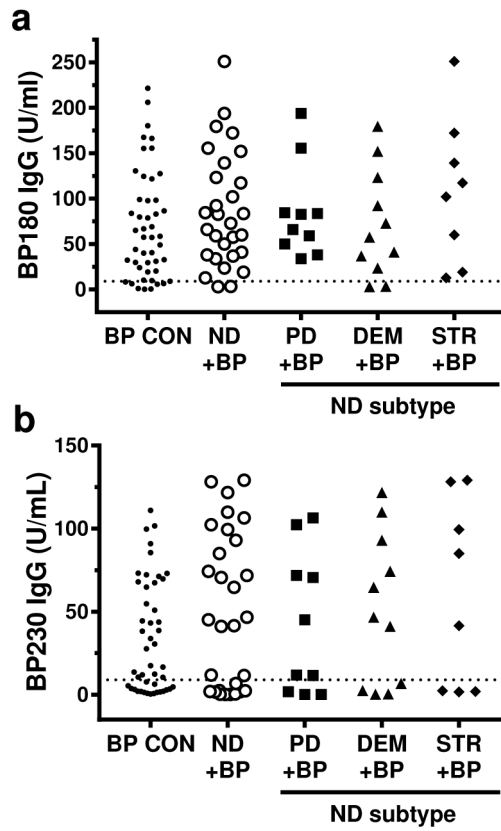 a
BP180 IgG (U/ml)
250
200
150
100
50
0
BP CON ND +BP PD +BP DEM +BP STR +BP
ND subtype
b
BP230 IgG (U/mL)
150
100
50
0
BP CON ND +BP PD +BP DEM +BP STR +BP
ND subtype